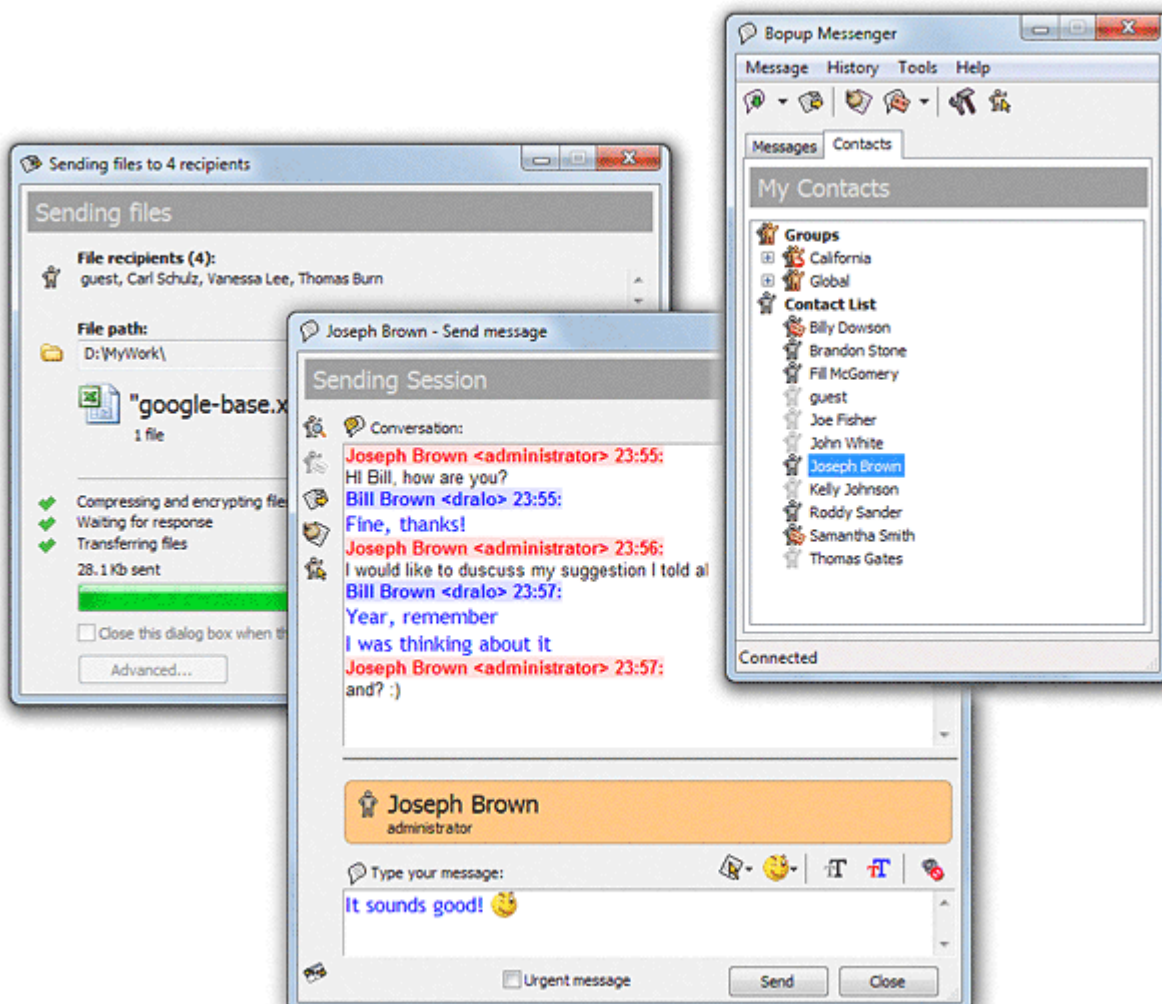 Sending files to 4 recipients
Sending files
File recipients (4):
guest, Carl Schulz, Vanessa Lee, Thomas Burn
File path:
D:\MyWork\
"google-base.x
1 file
Compressing and encrypting file
Waiting for response
Transferring files
28.1 Kb sent
Close this dialog box when th
Advanced...
Joseph Brown - Send message
Sending Session
Conversation:
Joseph Brown <administrator> 23:55:
HI Bill, how are you?
Bill Brown <dralo> 23:55:
Fine, thanks!
Joseph Brown <administrator> 23:56:
I would like to duscuss my suggestion I told al
Bill Brown <dralo> 23:57:
Year, remember
I was thinking about it
Joseph Brown <administrator> 23:57:
and? :)
Joseph Brown
administrator
Type your message:
It sounds good!
Urgent message
Send
Close
Bopup Messenger
Message History Tools Help
Messages Contacts
My Contacts
Groups
California
Global
Contact List
Billy Dowson
Brandon Stone
Fill McGomery
guest
Joe Fisher
John White
Joseph Brown
Kelly Johnson
Roddy Sander
Samantha Smith
Thomas Gates
Connected